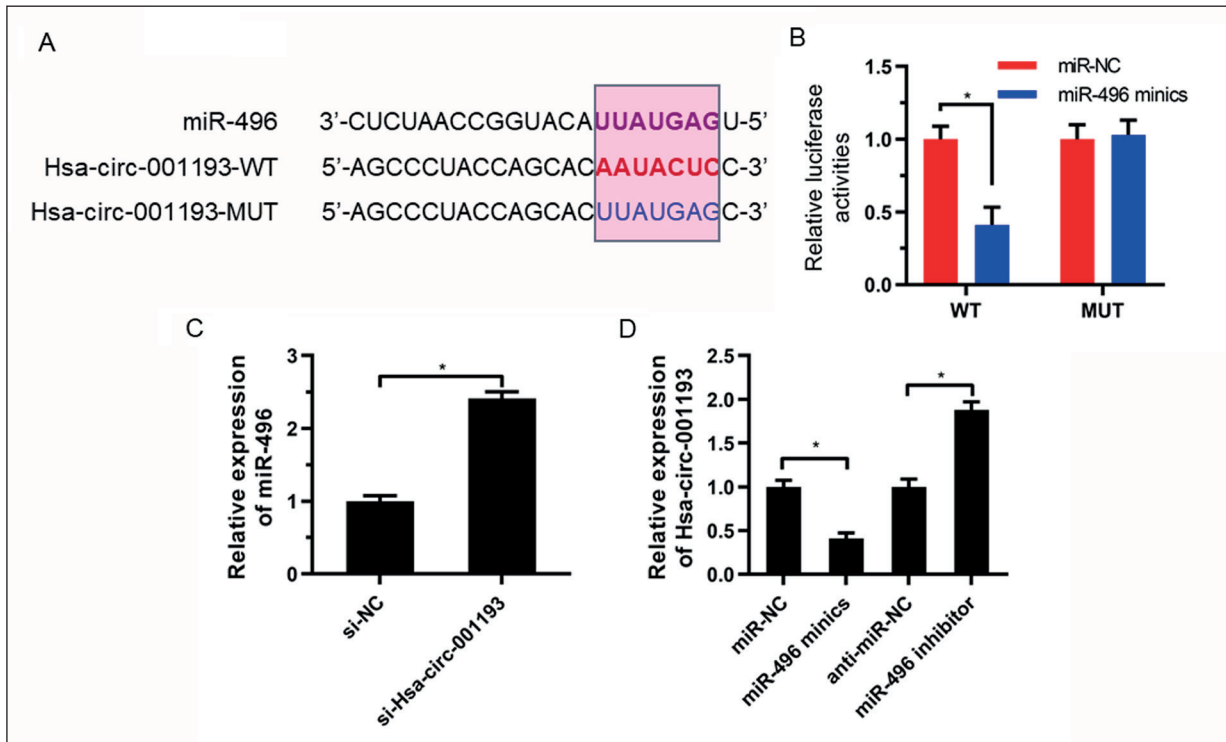 A
miR-496 3'-CUCUAACCGGUACAUUAUGAGU-5'
Hsa-circ-001193-WT 5'-AGCCCUACCAGCACAAUACUCC-3'
Hsa-circ-001193-MUT 5'-AGCCCUACCAGCACUUAUGAGC-3'
B
miR-NC
miR-496 minics
Relative luciferase
activities
1.5
1.0
0.5
0.0
*
WT MUT
C
Relative expression
of miR-496
3
2
1
0
*
si-NC
si-Hsa-circ-001193
D
Relative expression
of Hsa-circ-001193
2.5
2.0
1.5
1.0
0.5
0.0
*
*
miR-NC
miR-496 minics
anti-miR-NC
miR-496 inhibitor